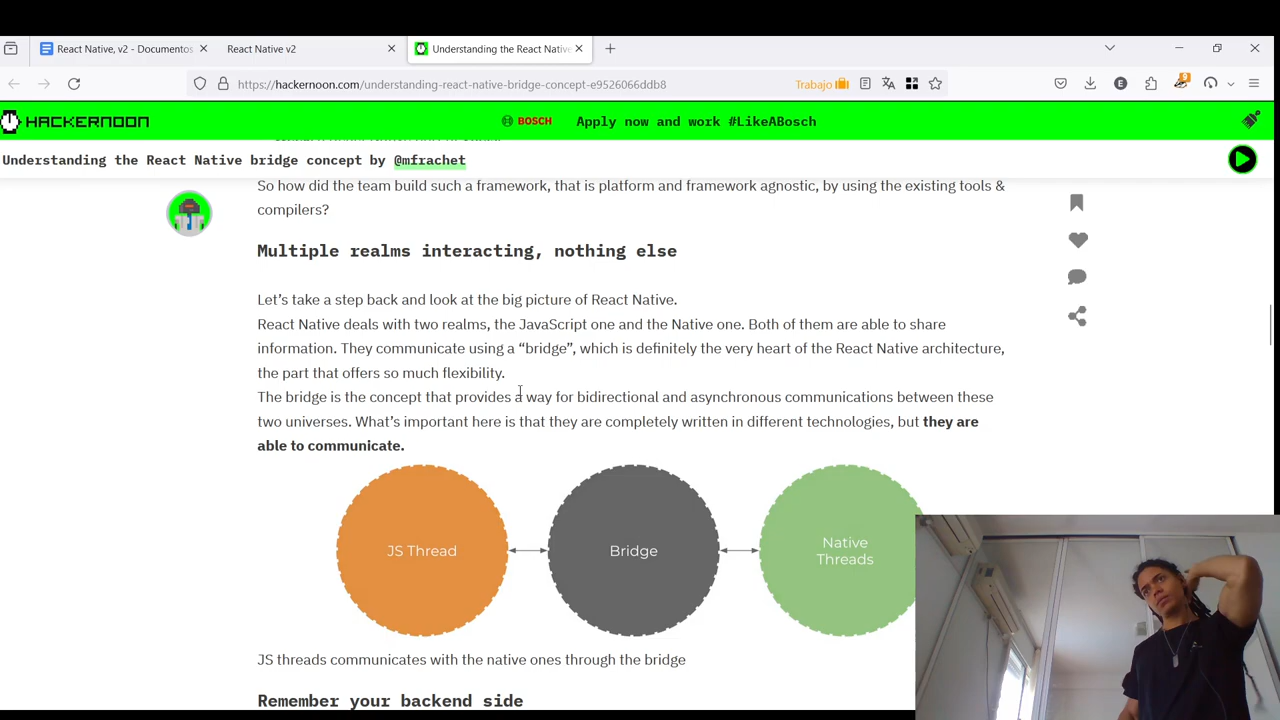 React Native, v2 - Documentos
React Native v2
Understanding the React Native
https://hackernoon.com/understanding-react-native-bridge-concept-e9526066ddb8
Trabajo
E
9
HACKERNOON
BOSCH
Apply now and work #LikeABosch
Understanding the React Native bridge concept by @mfrachet
So how did the team build such a framework, that is platform and framework agnostic, by using the existing tools &
compilers?
Multiple realms interacting, nothing else
Let’s take a step back and look at the big picture of React Native.
React Native deals with two realms, the JavaScript one and the Native one. Both of them are able to share
information. They communicate using a “bridge”, which is definitely the very heart of the React Native architecture,
the part that offers so much flexibility.
The bridge is the concept that provides a way for bidirectional and asynchronous communications between these
two universes. What’s important here is that they are completely written in different technologies, but they are
able to communicate.
JS Thread
Bridge
Native
Threads
JS threads communicates with the native ones through the bridge
Remember your backend side